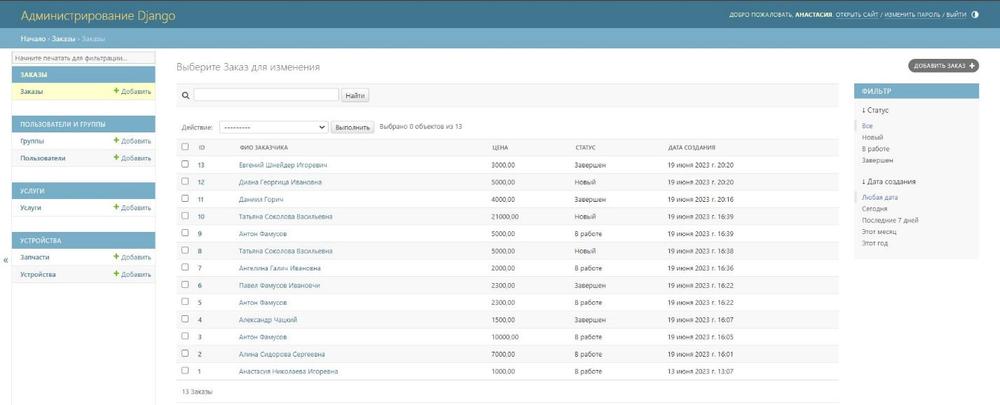 Администрирование Django
ДОБРО ПОЖАЛОВАТЬ, АНАСТАСИЯ. ОТКРЫТЬ САЙТ / ИЗМЕНИТЬ ПАРОЛЬ / ВЫЙТИ
Начало › Заказы › Заказы
Начните печатать для фильтрации...
ЗАКАЗЫ
Заказы + Добавить
ПОЛЬЗОВАТЕЛИ И ГРУППЫ
Группы + Добавить
Пользователи + Добавить
УСЛУГИ
Услуги + Добавить
УСТРОЙСТВА
Запчасти + Добавить
Устройства + Добавить
«
Выберите Заказ для изменения
ДОБАВИТЬ ЗАКАЗ +
Найти
Действие: --------- Выполнить Выбрано 0 объектов из 13
ID ФИО ЗАКАЗЧИКА ЦЕНА СТАТУС ДАТА СОЗДАНИЯ
13 Евгений Шнейдер Игоревич 3000,00 Завершен 19 июня 2023 г. 20:20
12 Диана Георгица Ивановна 5000,00 Новый 19 июня 2023 г. 20:20
11 Даниил Горич 4000,00 Завершен 19 июня 2023 г. 20:16
10 Татьяна Соколова Васильевна 21000,00 Новый 19 июня 2023 г. 16:39
9 Антон Фамусов 5000,00 В работе 19 июня 2023 г. 16:39
8 Татьяна Соколова Васильевна 5000,00 Новый 19 июня 2023 г. 16:38
7 Ангелина Галич Ивановна 2000,00 В работе 19 июня 2023 г. 16:36
6 Павел Фамусов Ивановчи 2300,00 Завершен 19 июня 2023 г. 16:22
5 Антон Фамусов 2300,00 В работе 19 июня 2023 г. 16:22
4 Александр Чацкий 1500,00 Завершен 19 июня 2023 г. 16:07
3 Антон Фамусов 10000,00 В работе 19 июня 2023 г. 16:05
2 Алина Сидорова Сергеевна 7000,00 В работе 19 июня 2023 г. 16:01
1 Анастасия Николаева Игоревна 1000,00 В работе 13 июня 2023 г. 13:07
13 Заказы
ФИЛЬТР
↓ Статус
Все
Новый
В работе
Завершен
↓ Дата создания
Любая дата
Сегодня
Последние 7 дней
Этот месяц
Этот год